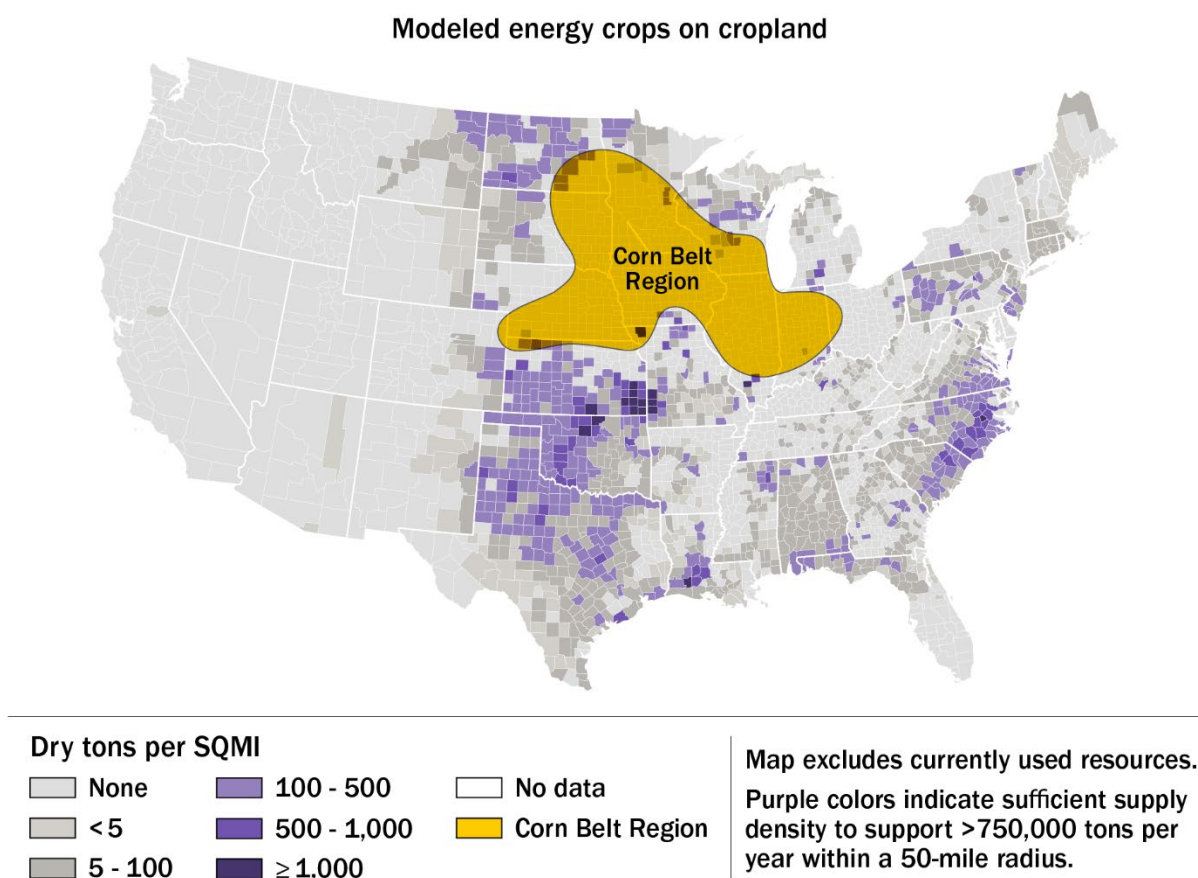 Modeled energy crops on cropland
Corn Belt
Region
Dry tons per SQMI
None
< 5
5 - 100
100 - 500
500 - 1,000
≥ 1,000
No data
Corn Belt Region
Map excludes currently used resources.
Purple colors indicate sufficient supply
density to support >750,000 tons per
year within a 50-mile radius.